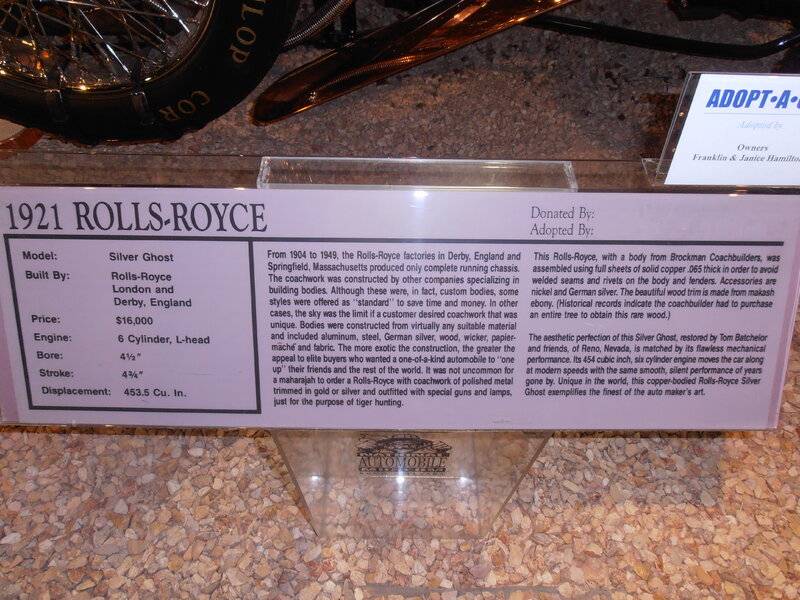 LOP
COR
ADOPT•A•
Adopted by
Owners
Franklin & Janice Hamilto
1921 ROLLS-ROYCE
Donated By:
Adopted By:
Model: Silver Ghost
Built By: Rolls-Royce
London and
Derby, England
Price: $16,000
Engine: 6 Cylinder, L-head
Bore: 4½"
Stroke: 4¾"
Displacement: 453.5 Cu. In.
From 1904 to 1949, the Rolls-Royce factories in Derby, England and
Springfield, Massachusetts produced only complete running chassis.
The coachwork was constructed by other companies specializing in
building bodies. Although these were, in fact, custom bodies, some
styles were offered as "standard" to save time and money. In other
cases, the sky was the limit if a customer desired coachwork that was
unique. Bodies were constructed from virtually any suitable material
and included aluminum, steel, German silver, wood, wicker, papier-
mâché and fabric. The more exotic the construction, the greater the
appeal to elite buyers who wanted a one-of-a-kind automobile to "one
up" their friends and the rest of the world. It was not uncommon for
a maharajah to order a Rolls-Royce with coachwork of polished metal
trimmed in gold or silver and outfitted with special guns and lamps,
just for the purpose of tiger hunting.
This Rolls-Royce, with a body from Brockman Coachbuilders, was
assembled using full sheets of solid copper .065 thick in order to avoid
welded seams and rivets on the body and fenders. Accessories are
nickel and German silver. The beautiful wood trim is made from makash
ebony. (Historical records indicate the coachbuilder had to purchase
an entire tree to obtain this rare wood.)
The aesthetic perfection of this Silver Ghost, restored by Tom Batchelor
and friends, of Reno, Nevada, is matched by its flawless mechanical
performance. Its 454 cubic inch, six cylinder engine moves the car along
at modern speeds with the same smooth, silent performance of years
gone by. Unique in the world, this copper-bodied Rolls-Royce Silver
Ghost exemplifies the finest of the auto maker's art.
AUTOMOBILE